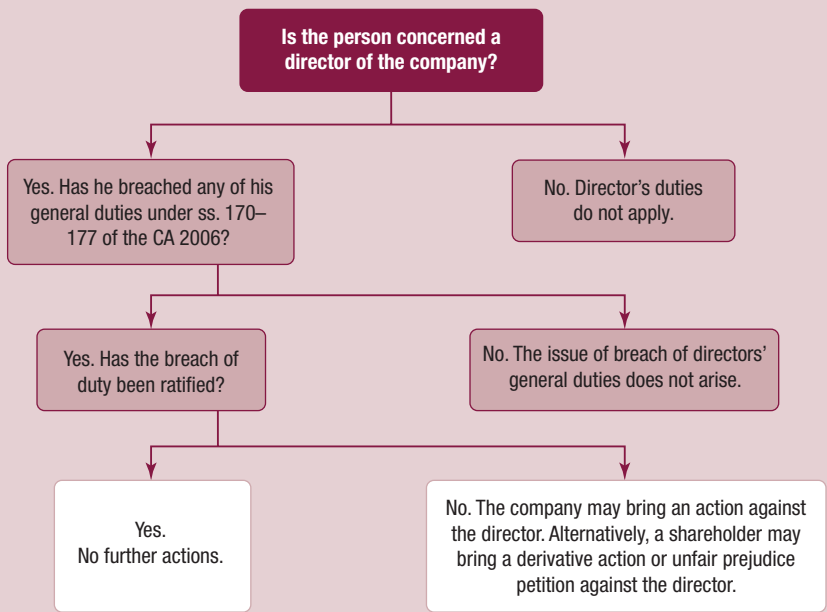 Is the person concerned a
director of the company?
Yes. Has he breached any of his
general duties under ss. 170–
177 of the CA 2006?
No. Director’s duties
do not apply.
Yes. Has the breach of
duty been ratified?
No. The issue of breach of directors’
general duties does not arise.
Yes.
No further actions.
No. The company may bring an action against
the director. Alternatively, a shareholder may
bring a derivative action or unfair prejudice
petition against the director.